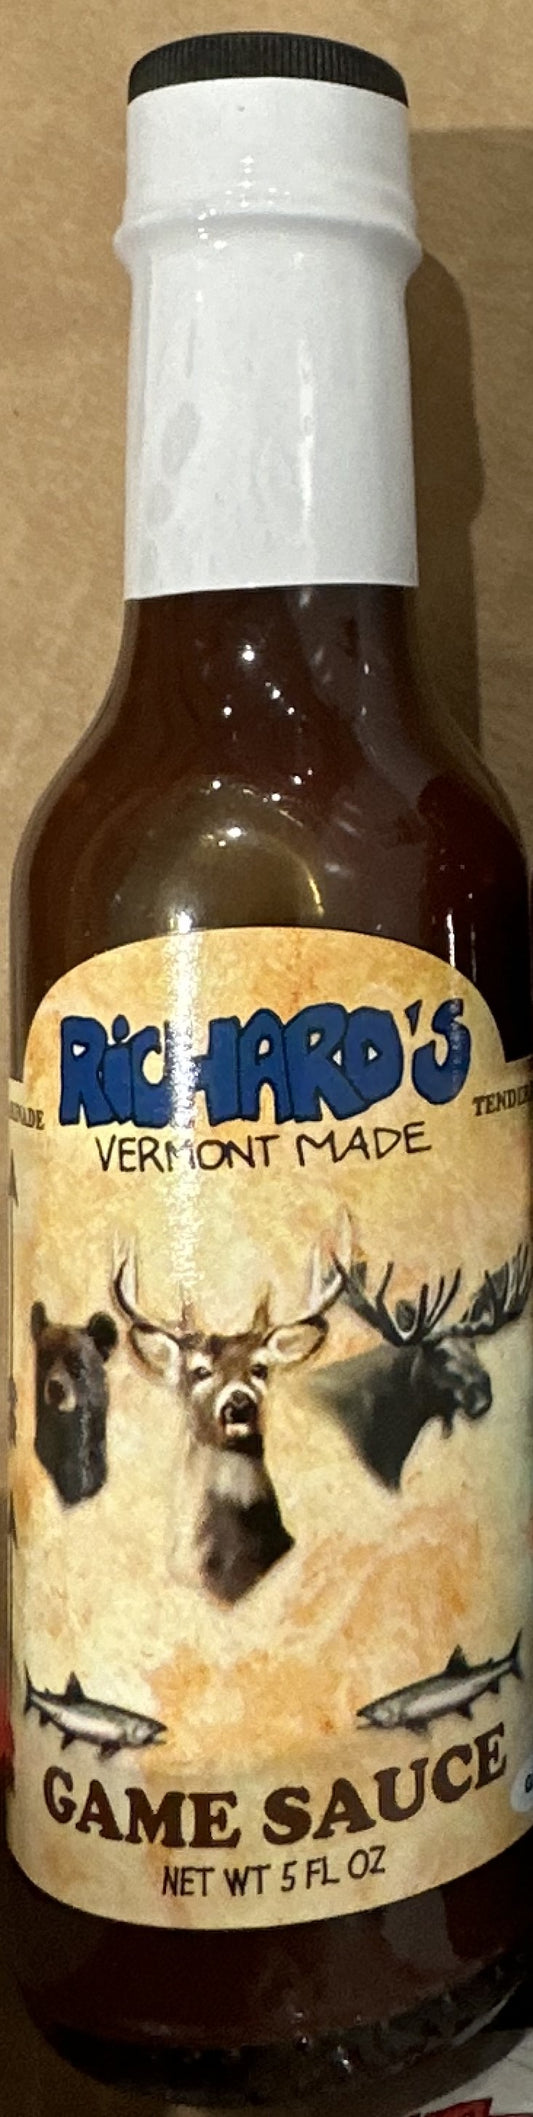 RICHARD'S
VERMONT MADE
GAME SAUCE
NET WT 5 FL OZ